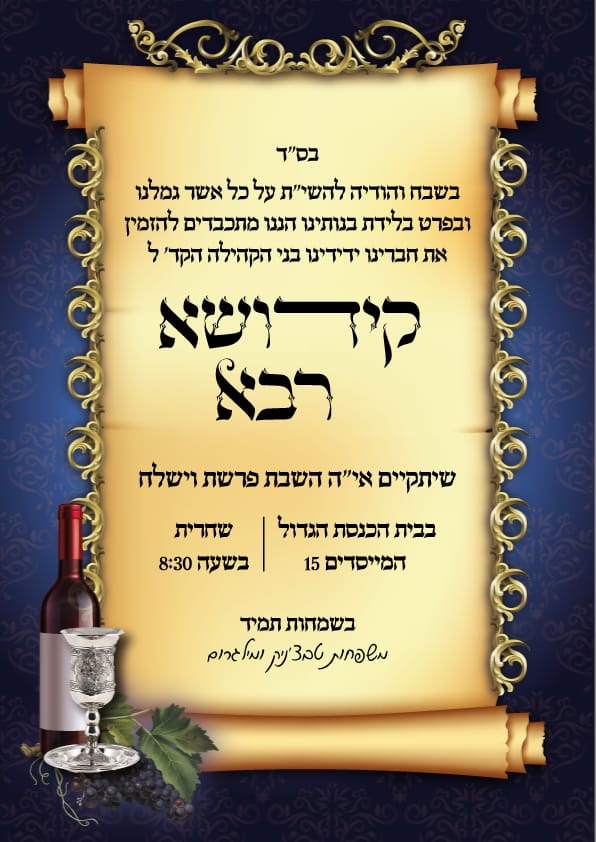 בס"ד
בשבח והודיה להשי"ת על כל אשר גמלנו
ובפרט בלידת בנותינו הננו מתכבדים להזמין
את חברינו ידידינו בני הקהילה הקד' ל
קידושא
רבא
שיתקיים אי"ה השבת פרשת וישלח
בבית הכנסת הגדול
המייסדים 15
שחרית
בשעה 8:30
בשמחות תמיד
משפחות טבצ'ניק ומילגרום